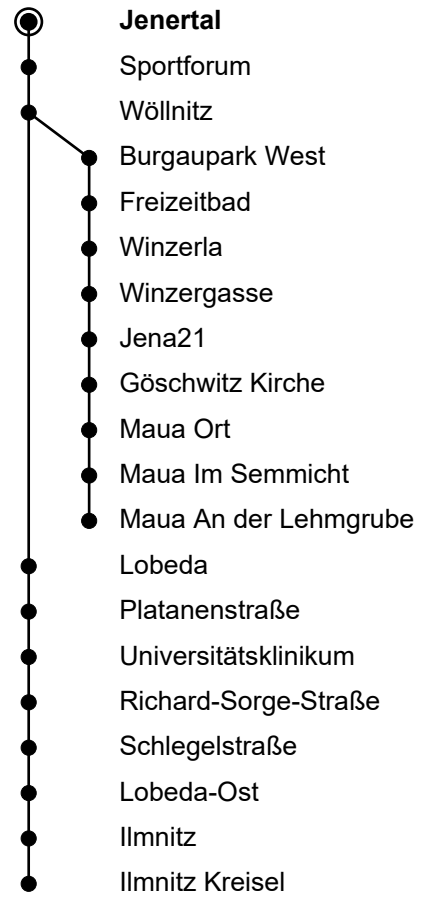 Jenertal
Sportforum
Wöllnitz
Burgaupark West
Freizeitbad
Winzerla
Winzergasse
Jena21
Göschwitz Kirche
Maua Ort
Maua Im Semmicht
Maua An der Lehmgrube
Lobeda
Platanenstraße
Universitätsklinikum
Richard-Sorge-Straße
Schlegelstraße
Lobeda-Ost
Ilmnitz
Ilmnitz Kreisel